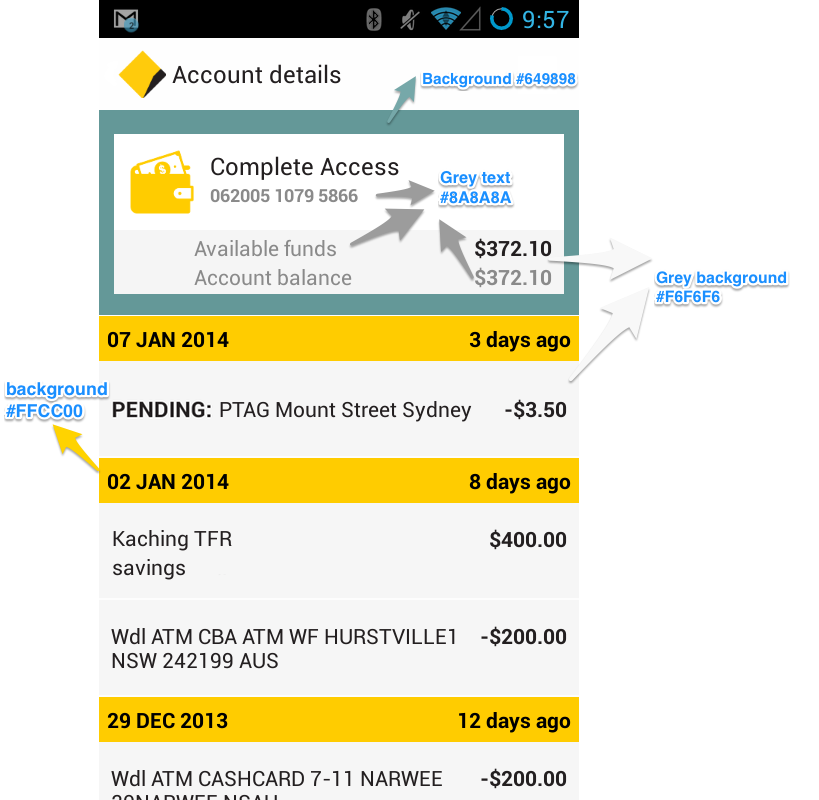 9:57
Account details
Background #649898
Complete Access
062005 1079 5866
Grey text
#8A8A8A
Available funds $372.10
Account balance $372.10
Grey background
#F6F6F6
07 JAN 2014 3 days ago
background
#FFCC00
PENDING: PTAG Mount Street Sydney -$3.50
02 JAN 2014 8 days ago
Kaching TFR $400.00
savings
Wdl ATM CBA ATM WF HURSTVILLE1 -$200.00
NSW 242199 AUS
29 DEC 2013 12 days ago
Wdl ATM CASHCARD 7-11 NARWEE -$200.00